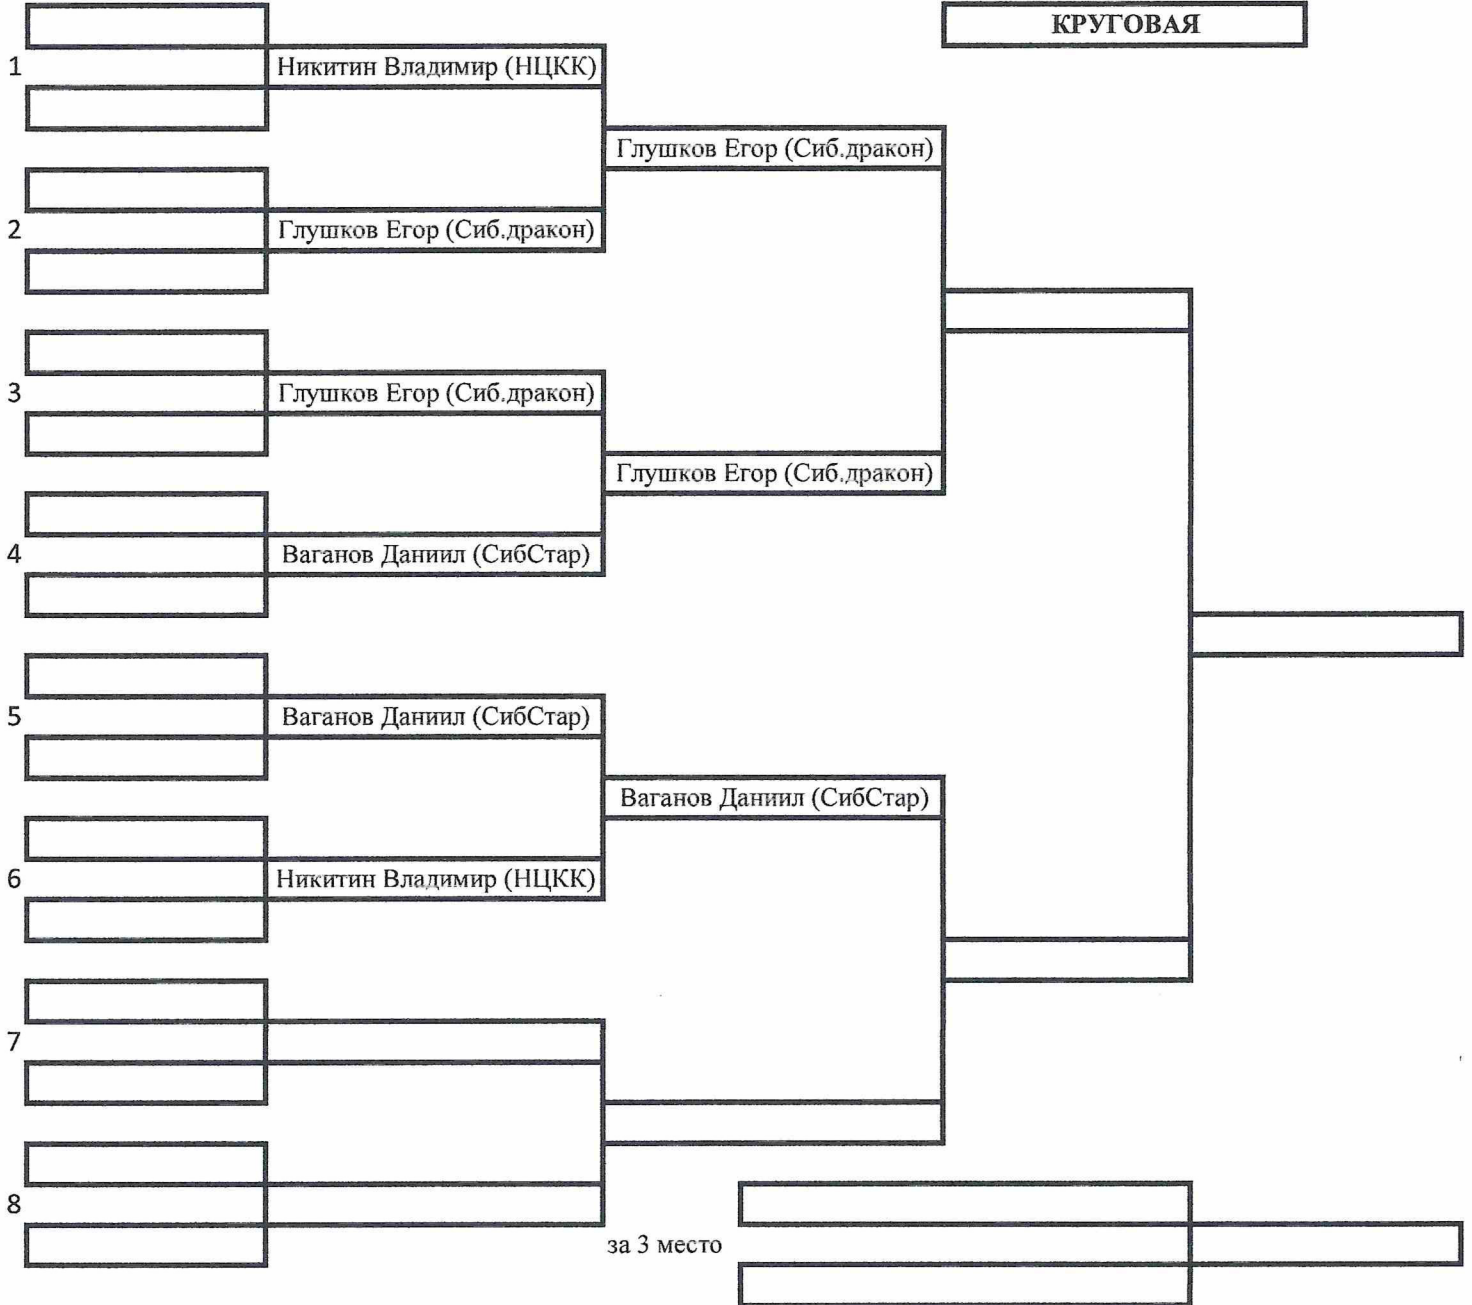 КРУГОВАЯ
1
Никитин Владимир (НЦКК)
Глушков Егор (Сиб.дракон)
2
Глушков Егор (Сиб.дракон)
3
Глушков Егор (Сиб.дракон)
Глушков Егор (Сиб.дракон)
4
Ваганов Даниил (СибСтар)
5
Ваганов Даниил (СибСтар)
Ваганов Даниил (СибСтар)
6
Никитин Владимир (НЦКК)
7
8
за 3 место